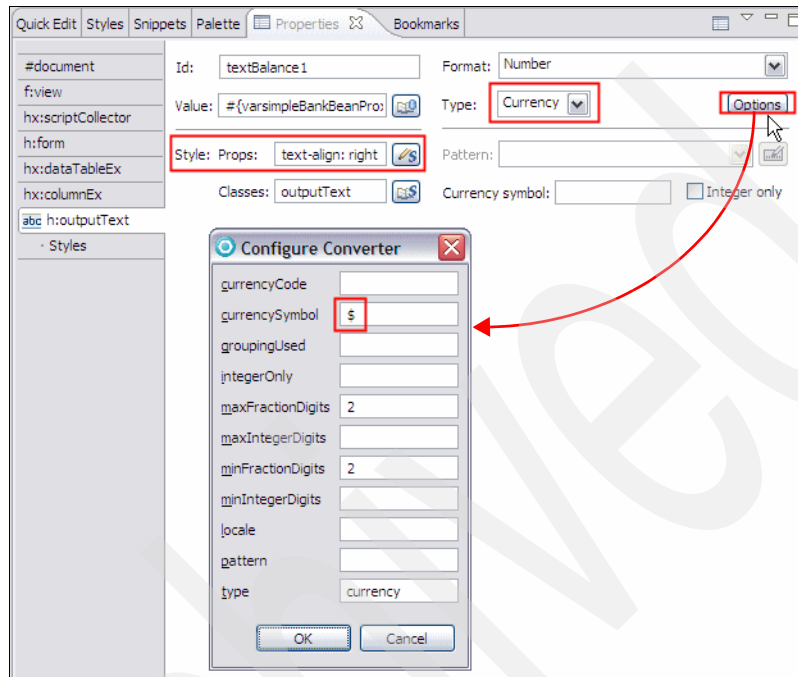 Quick Edit Styles Snippets Palette Properties Bookmarks
#document
f:view
hx:scriptCollector
h:form
hx:dataTableEx
hx:columnEx
abc h:outputText
· Styles
Id: textBalance1
Value: #{varsimpleBankBeanProx
Style: Props: text-align: right
Classes: outputText
Format: Number
Type: Currency Options
Pattern:
Currency symbol: Integer only
Configure Converter
currencyCode
currencySymbol $
groupingUsed
integerOnly
maxFractionDigits 2
maxIntegerDigits
minFractionDigits 2
minIntegerDigits
locale
pattern
type currency
OK Cancel